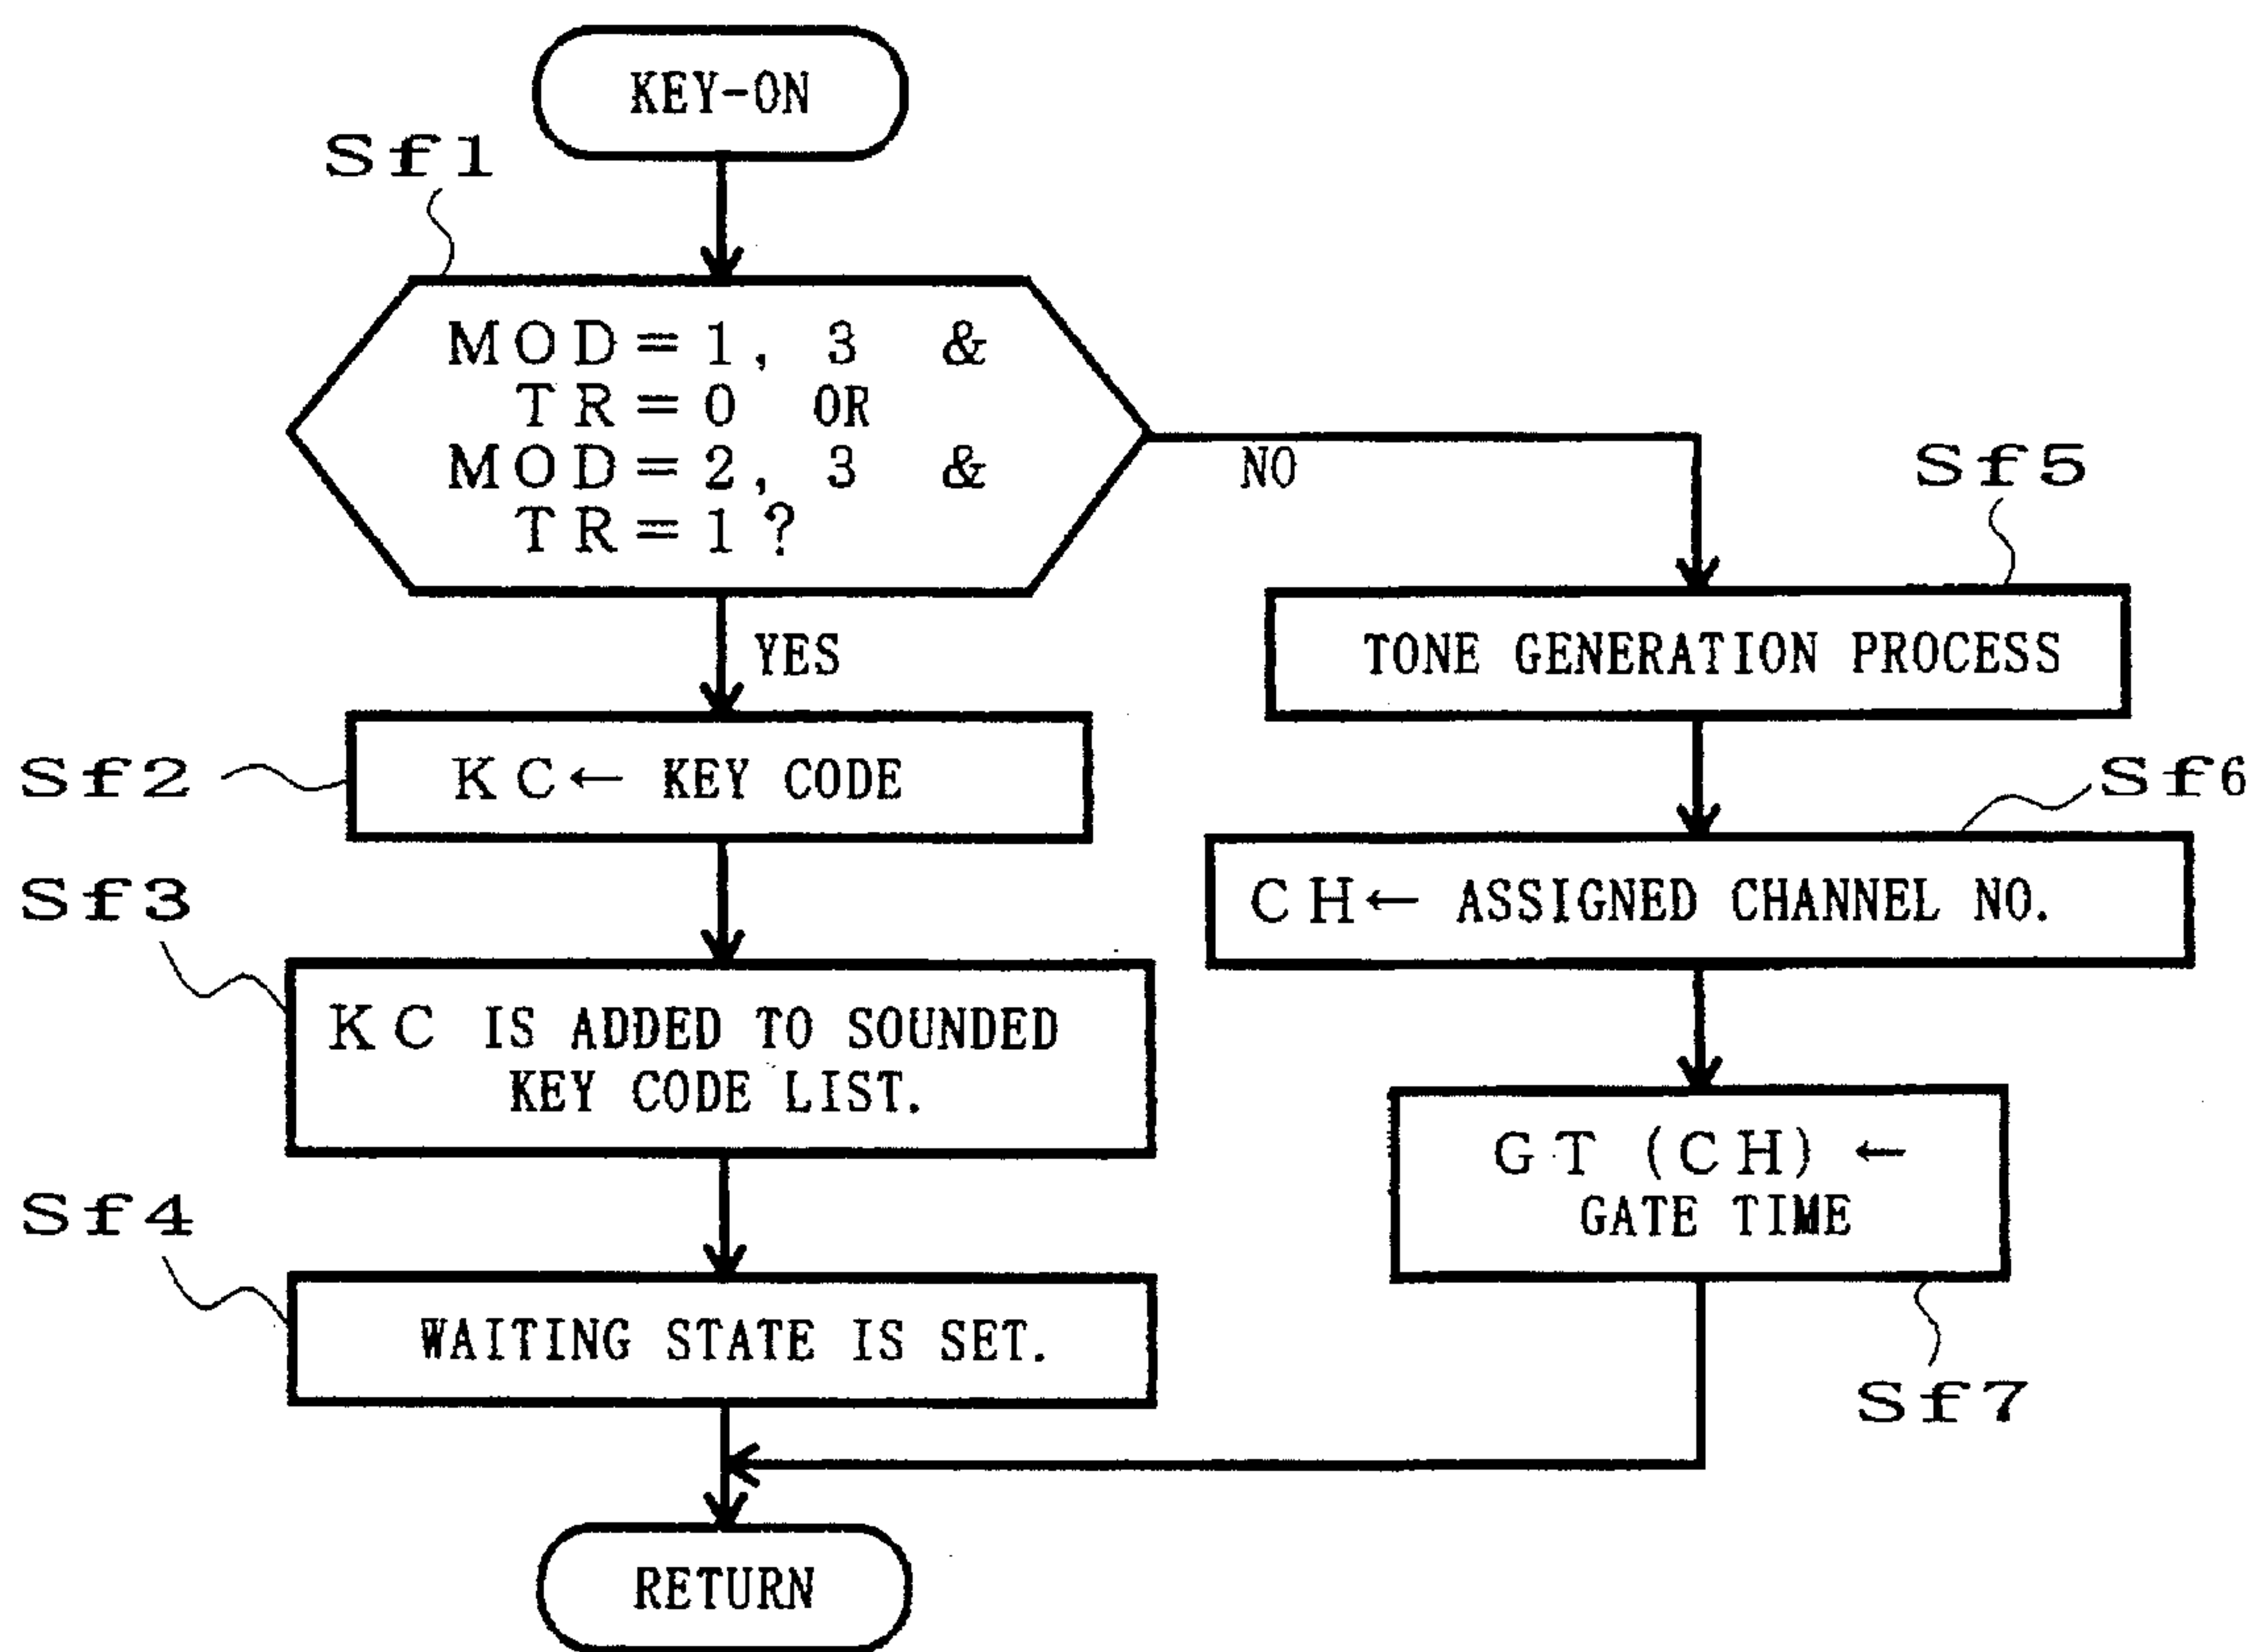 KEY-ON
Sf1
MOD=1, 3 &
TR=0 OR
MOD=2, 3 &
TR=1?
NO
YES
Sf5
TONE GENERATION PROCESS
Sf2
KC← KEY CODE
Sf6
CH← ASSIGNED CHANNEL NO.
Sf3
KC IS ADDED TO SOUNDED
KEY CODE LIST.
GT (CH) ←
GATE TIME
Sf4
WAITING STATE IS SET.
Sf7
RETURN